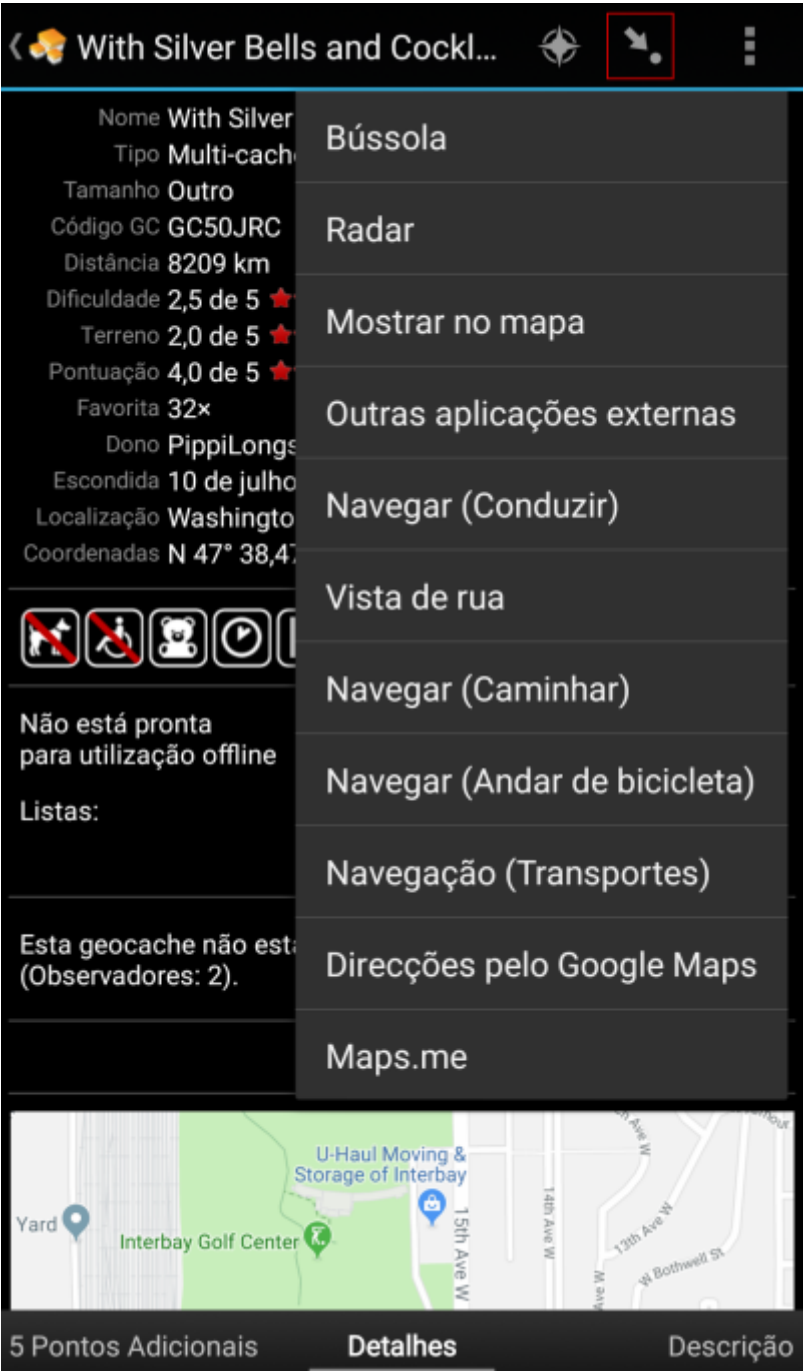 With Silver Bells and Cockl...
Nome With Silver
Tipo Multi-cach
Tamanho Outro
Código GC GC50JRC
Distância 8209 km
Dificuldade 2,5 de 5
Terreno 2,0 de 5
Pontuação 4,0 de 5
Favorita 32×
Dono PippiLongs
Escondida 10 de julho
Localização Washingto
Coordenadas N 47° 38,47
Não está pronta
para utilização offline
Listas:
Esta geocache não está
(Observadores: 2).
Bússola
Radar
Mostrar no mapa
Outras aplicações externas
Navegar (Conduzir)
Vista de rua
Navegar (Caminhar)
Navegar (Andar de bicicleta)
Navegação (Transportes)
Direcções pelo Google Maps
Maps.me
U-Haul Moving &
Storage of Interbay
Yard
Interbay Golf Center
15th Ave W
14th Ave W
13th Ave W
W Bothwell St
Ave W
Ave W
5 Pontos Adicionais
Detalhes
Descrição